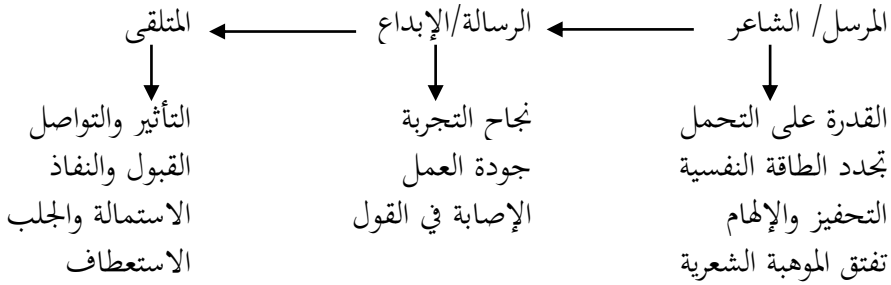 المرسل/ الشاعر الرسالة/الإبداع المتلقى
القدرة على التحمل نجاح التجربة التأثير والتواصل
تجدد الطاقة النفسية جودة العمل القبول والنفاذ
التحفيز والإلهام الإصابة في القول الاستمالة والجلب
تفتق الموهبة الشعرية الاستعطاف